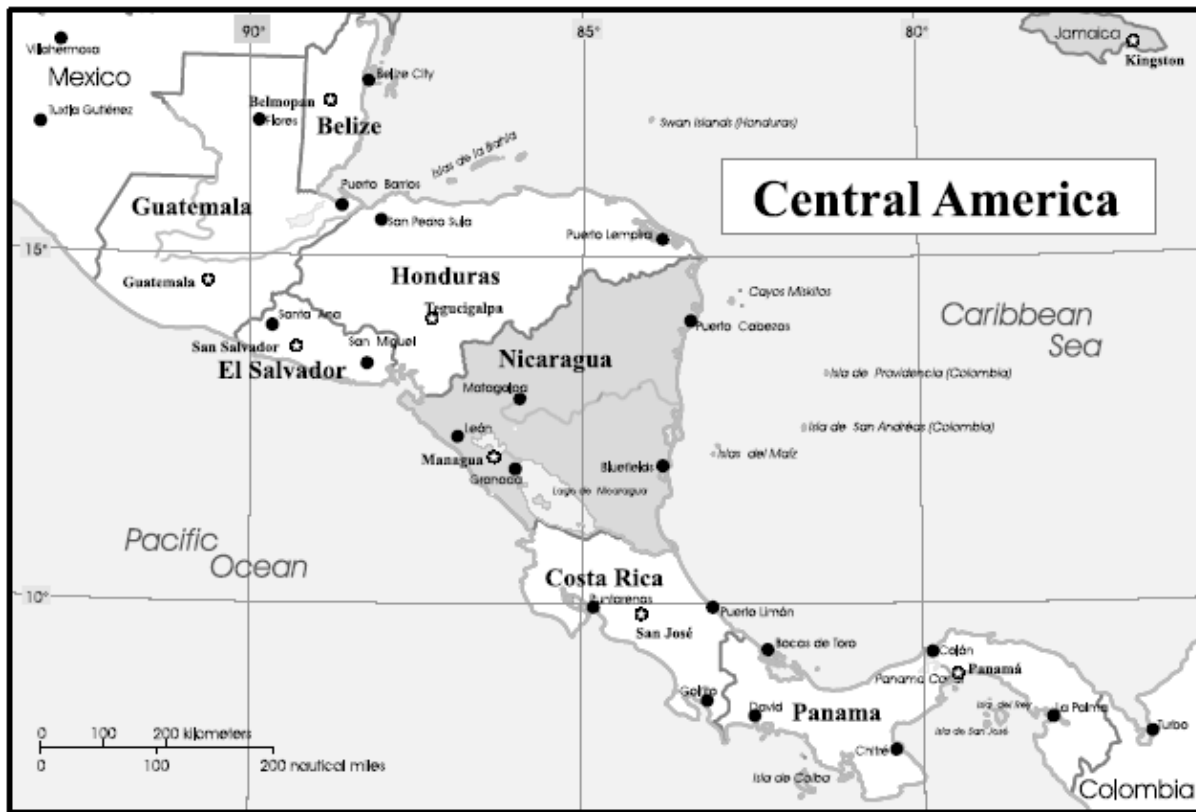 90°
85°
80°
Villahermosa
Mexico
Tuxtla Gutiérrez
Belize City
Belmopan
Flores
Belize
Jamaica
Kingston
Swan Islands (Honduras)
Islas de la Bahía
Central America
Puerto Barrios
Guatemala
San Pedro Sula
Puerto Lempira
15°
Guatemala
Honduras
Tegucigalpa
Cayos Miskitos
Caribbean
Sea
Santa Ana
San Salvador
San Miguel
El Salvador
Puerto Cabezas
Nicaragua
Matagalpa
Isla de Providencia (Colombia)
León
Isla de San Andréas (Colombia)
Managua
Granada
Bluefields
Islas del Maíz
Lago de Nicaragua
Pacific
Ocean
10°
Costa Rica
Puntarenas
San José
Puerto Limón
Bocas de Toro
Colón
Panama Canal
Panamá
Golfito
David
Panama
Isla del Rey
La Palma
Isla de San José
Turbo
Chitré
Isla de Coiba
Colombia
0 100 200 kilometers
0 100 200 nautical miles